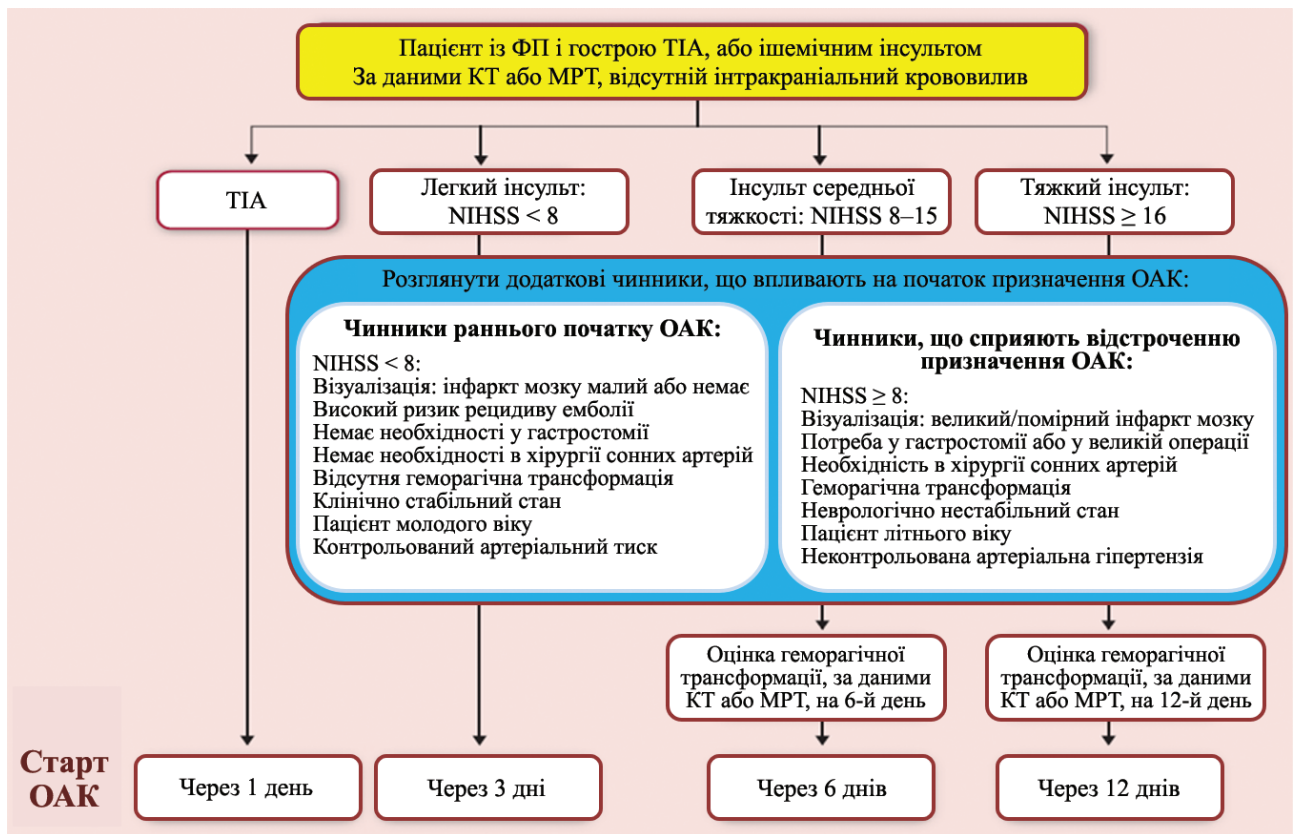 Пацієнт із ФП і гострою ТІА, або ішемічним інсультом
За даними КТ або МРТ, відсутній інтракраніальний крововилив
ТІА
Легкий інсульт:
NIHSS < 8
Інсульт середньої
тяжкості: NIHSS 8–15
Тяжкий інсульт:
NIHSS ≥ 16
Розглянути додаткові чинники, що впливають на початок призначення ОАК:
Чинники раннього початку ОАК:
NIHSS < 8:
Візуалізація: інфаркт мозку малий або немає
Високий ризик рецидиву емболії
Немає необхідності у гастростомії
Немає необхідності в хірургії сонних артерій
Відсутня геморагічна трансформація
Клінічно стабільний стан
Пацієнт молодого віку
Контрольований артеріальний тиск
Чинники, що сприяють відстроченню
призначення ОАК:
NIHSS ≥ 8:
Візуалізація: великий/помірний інфаркт мозку
Потреба у гастростомії або у великій операції
Необхідність в хірургії сонних артерій
Геморагічна трансформація
Неврологічно нестабільний стан
Пацієнт літнього віку
Неконтрольована артеріальна гіпертензія
Оцінка геморагічної
трансформації, за даними
КТ або МРТ, на 6-й день
Оцінка геморагічної
трансформації, за даними
КТ або МРТ, на 12-й день
Старт
ОАК
Через 1 день
Через 3 дні
Через 6 днів
Через 12 днів